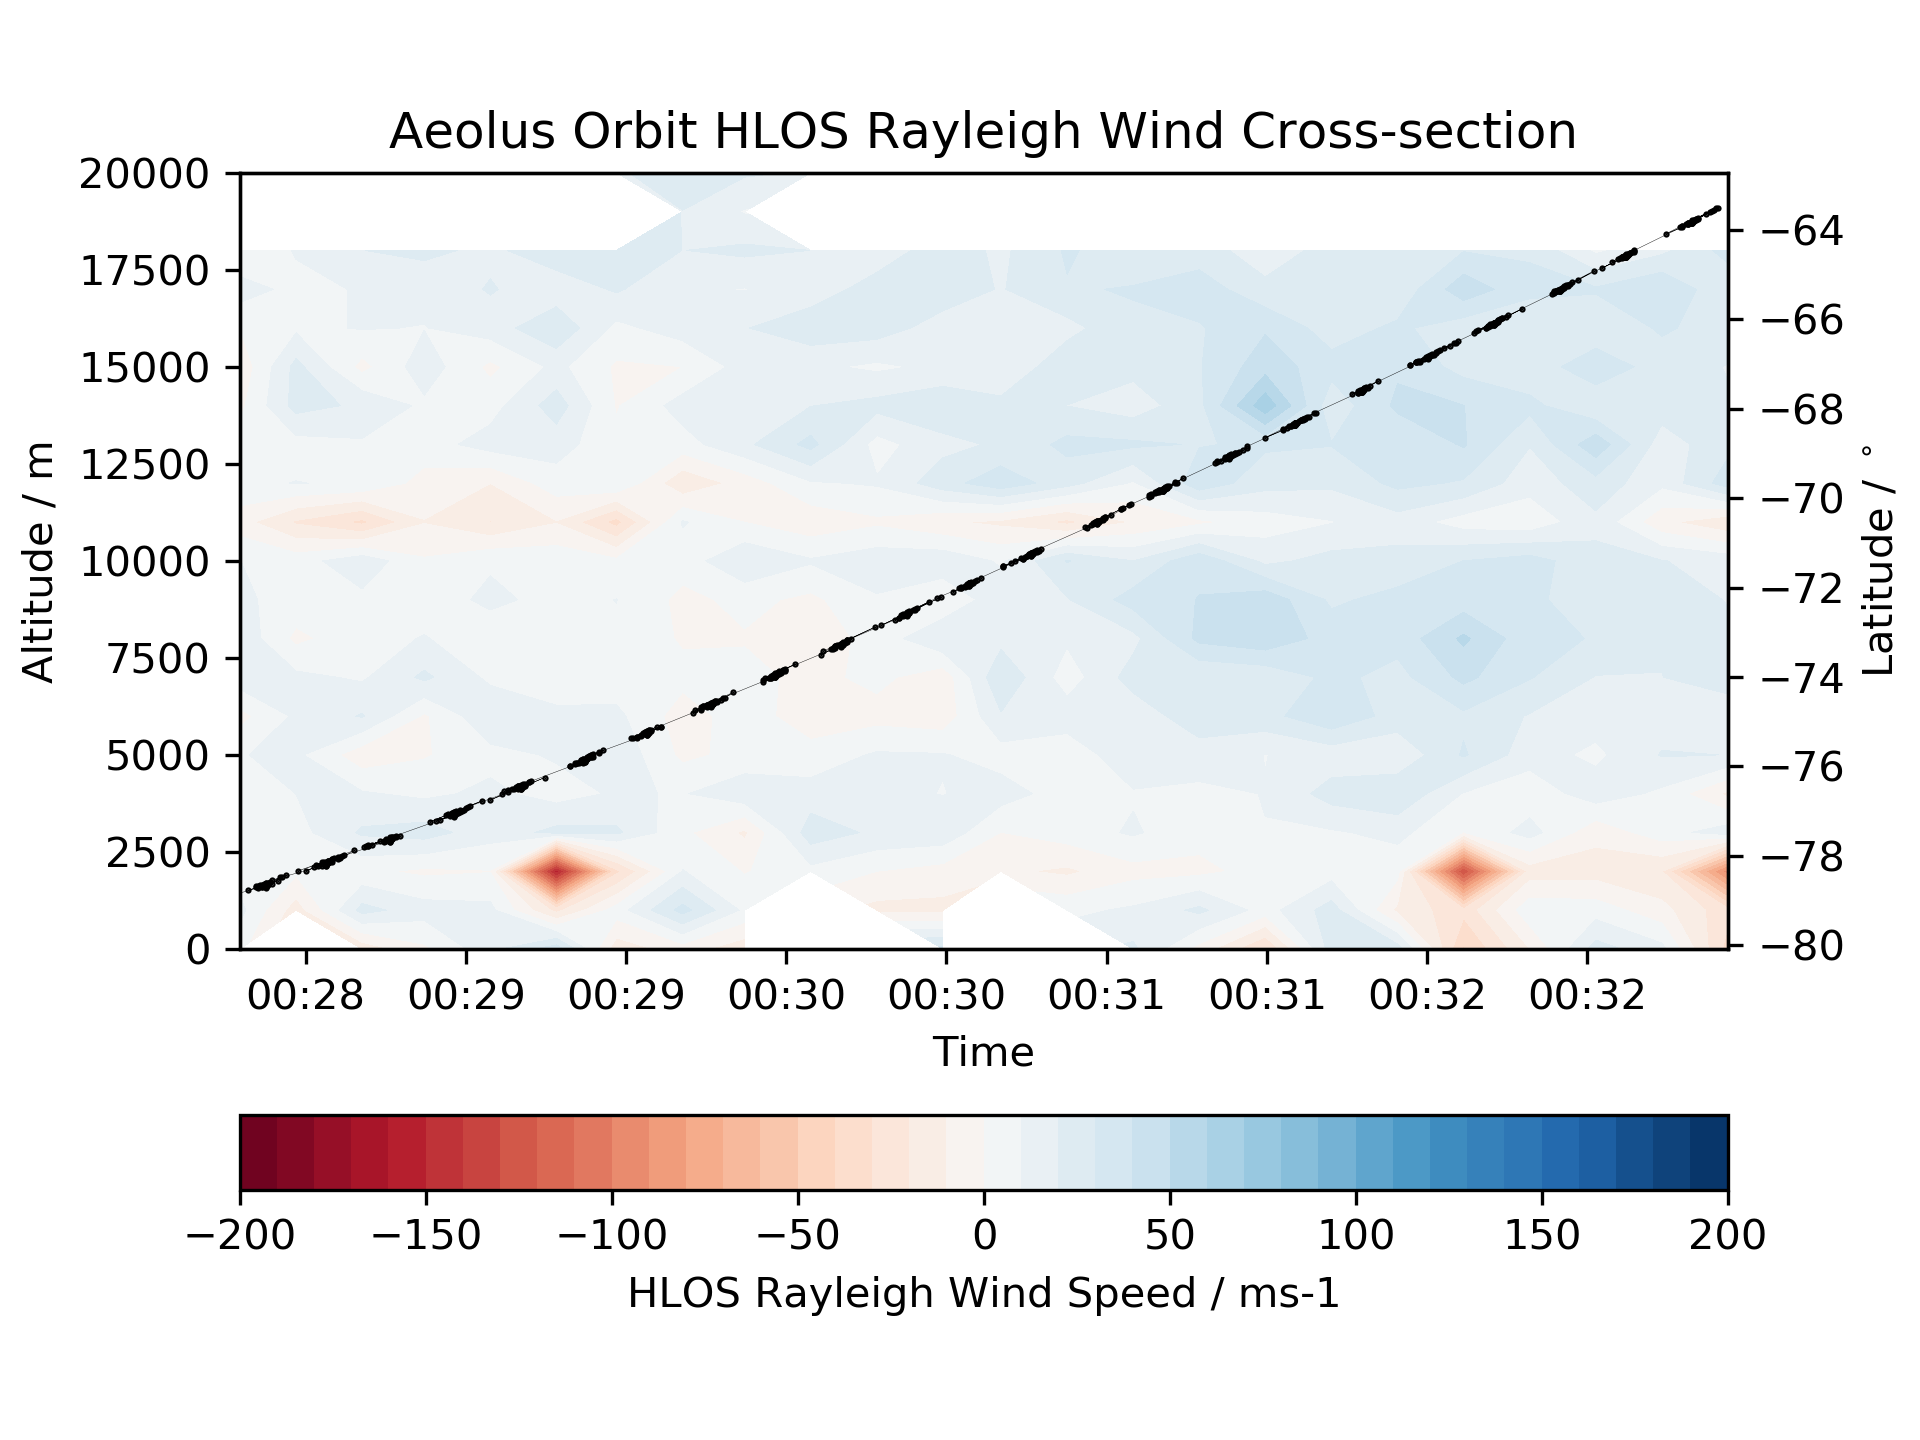 Aeolus Orbit HLOS Rayleigh Wind Cross-section
20000
17500
15000
12500
10000
7500
5000
2500
0
Altitude / m
−64
−66
−68
−70
−72
−74
−76
−78
−80
Latitude / °
00:28 00:29 00:29 00:30 00:30 00:31 00:31 00:32 00:32
Time
−200 −150 −100 −50 0 50 100 150 200
HLOS Rayleigh Wind Speed / ms-1